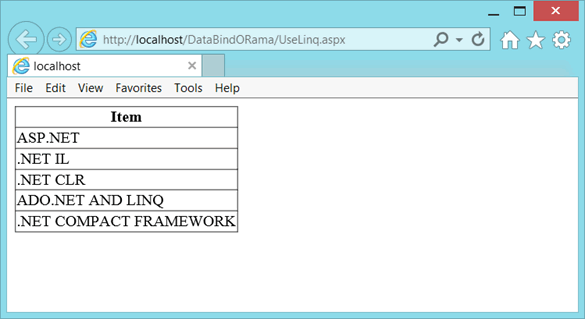 http://localhost/DataBindORama/UseLinq.aspx
localhost
File Edit View Favorites Tools Help
Item
ASP.NET
.NET IL
.NET CLR
ADO.NET AND LINQ
.NET COMPACT FRAMEWORK